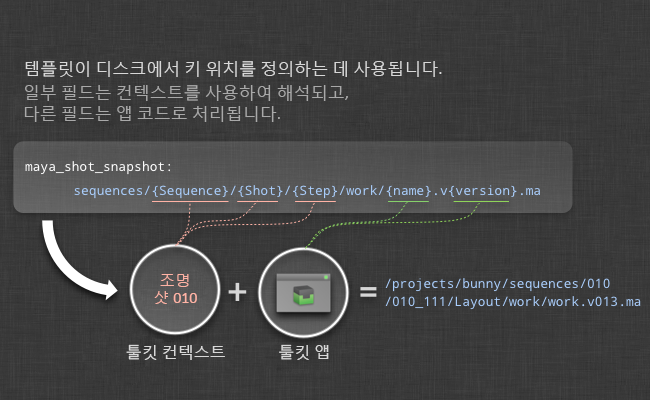 템플릿이 디스크에서 키 위치를 정의하는 데 사용됩니다.
일부 필드는 컨텍스트를 사용하여 해석되고,
다른 필드는 앱 코드로 처리됩니다.
maya_shot_snapshot:
sequences/{Sequence}/{Shot}/{Step}/work/{name}.v{version}.ma
조명
샷 010
+
=
/projects/bunny/sequences/010
/010_111/Layout/work/work.v013.ma
툴킷 컨텍스트
툴킷 앱